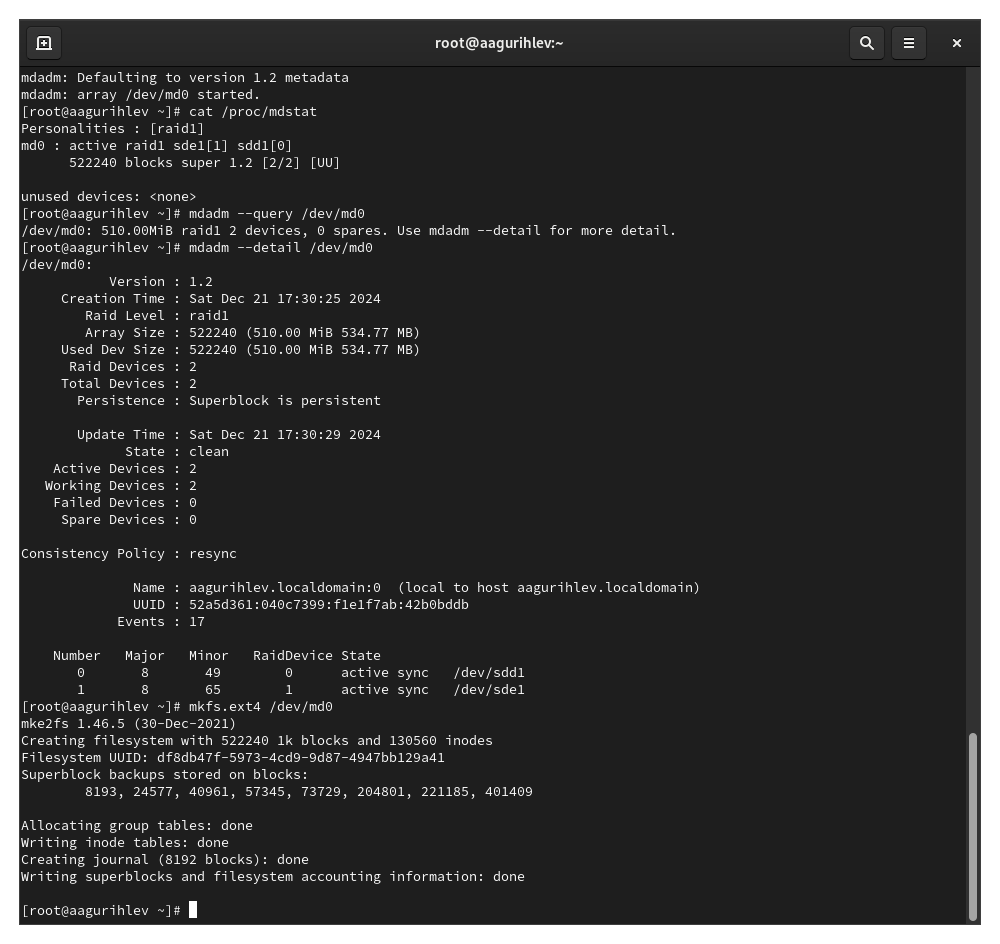 root@aagurihlev:~
mdadm: Defaulting to version 1.2 metadata
mdadm: array /dev/md0 started.
[root@aagurihlev ~]# cat /proc/mdstat
Personalities : [raid1]
md0 : active raid1 sde1[1] sdd1[0]
      522240 blocks super 1.2 [2/2] [UU]

unused devices: <none>
[root@aagurihlev ~]# mdadm --query /dev/md0
/dev/md0: 510.00MiB raid1 2 devices, 0 spares. Use mdadm --detail for more detail.
[root@aagurihlev ~]# mdadm --detail /dev/md0
/dev/md0:
           Version : 1.2
     Creation Time : Sat Dec 21 17:30:25 2024
        Raid Level : raid1
        Array Size : 522240 (510.00 MiB 534.77 MB)
     Used Dev Size : 522240 (510.00 MiB 534.77 MB)
      Raid Devices : 2
     Total Devices : 2
       Persistence : Superblock is persistent

       Update Time : Sat Dec 21 17:30:29 2024
             State : clean
    Active Devices : 2
   Working Devices : 2
    Failed Devices : 0
     Spare Devices : 0

Consistency Policy : resync

              Name : aagurihlev.localdomain:0  (local to host aagurihlev.localdomain)
              UUID : 52a5d361:040c7399:f1e1f7ab:42b0bddb
            Events : 17

    Number   Major   Minor   RaidDevice State
       0       8       49        0      active sync   /dev/sdd1
       1       8       65        1      active sync   /dev/sde1
[root@aagurihlev ~]# mkfs.ext4 /dev/md0
mke2fs 1.46.5 (30-Dec-2021)
Creating filesystem with 522240 1k blocks and 130560 inodes
Filesystem UUID: df8db47f-5973-4cd9-9d87-4947bb129a41
Superblock backups stored on blocks:
        8193, 24577, 40961, 57345, 73729, 204801, 221185, 401409

Allocating group tables: done
Writing inode tables: done
Creating journal (8192 blocks): done
Writing superblocks and filesystem accounting information: done

[root@aagurihlev ~]#